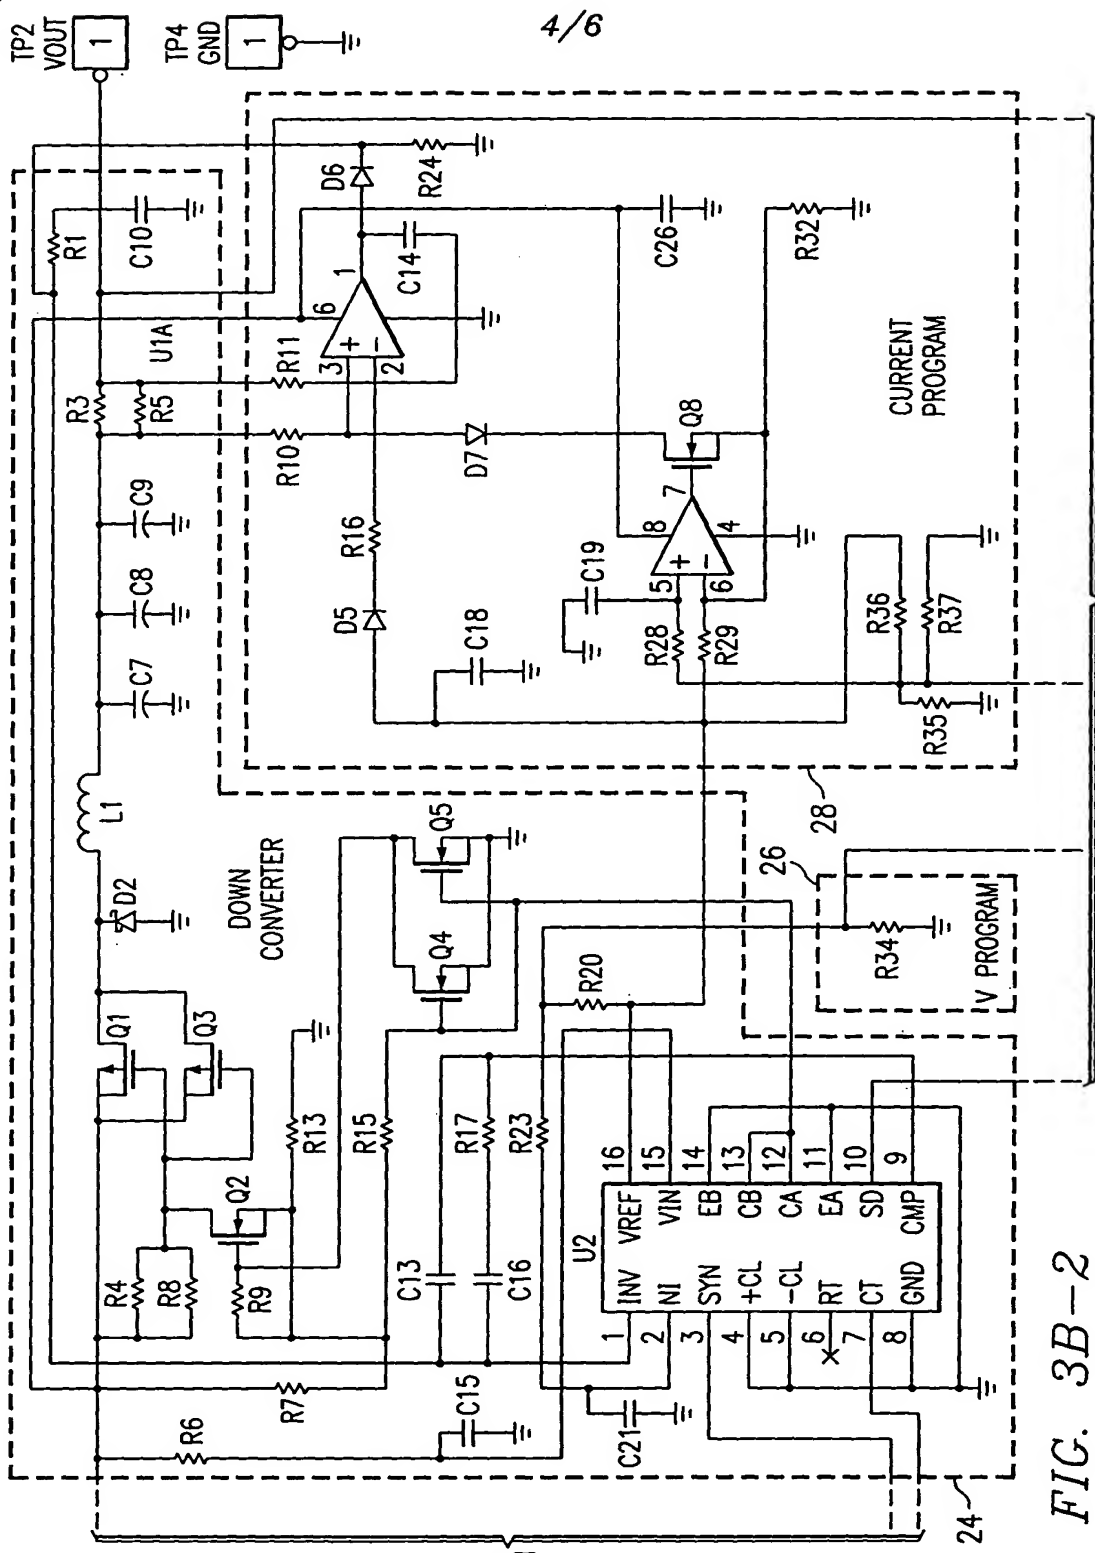 4/6
TP2
VOUT
1
TP4
GND
1
R1
C10
D6
R24
U1A
1
6
3
2
C14
C26
R32
R3
R5
R11
R10
D7
Q8
7
8
4
5
6
CURRENT
PROGRAM
C9
C8
C7
R16
D5
C18
C19
R28
R29
R36
R37
R35
28
L1
D2
DOWN
CONVERTER
Q5
Q4
26
R34
V PROGRAM
R20
Q1
Q3
Q2
R4
R8
R9
R13
R15
R17
R23
C13
C16
R7
R6
C15
C21
U2
16
15
14
13
12
11
10
9
VREF
VIN
EB
CB
CA
EA
SD
CMP
INV
NI
SYN
+CL
-CL
RT
CT
GND
1
2
3
4
5
6
7
8
24
FIG. 3B-2